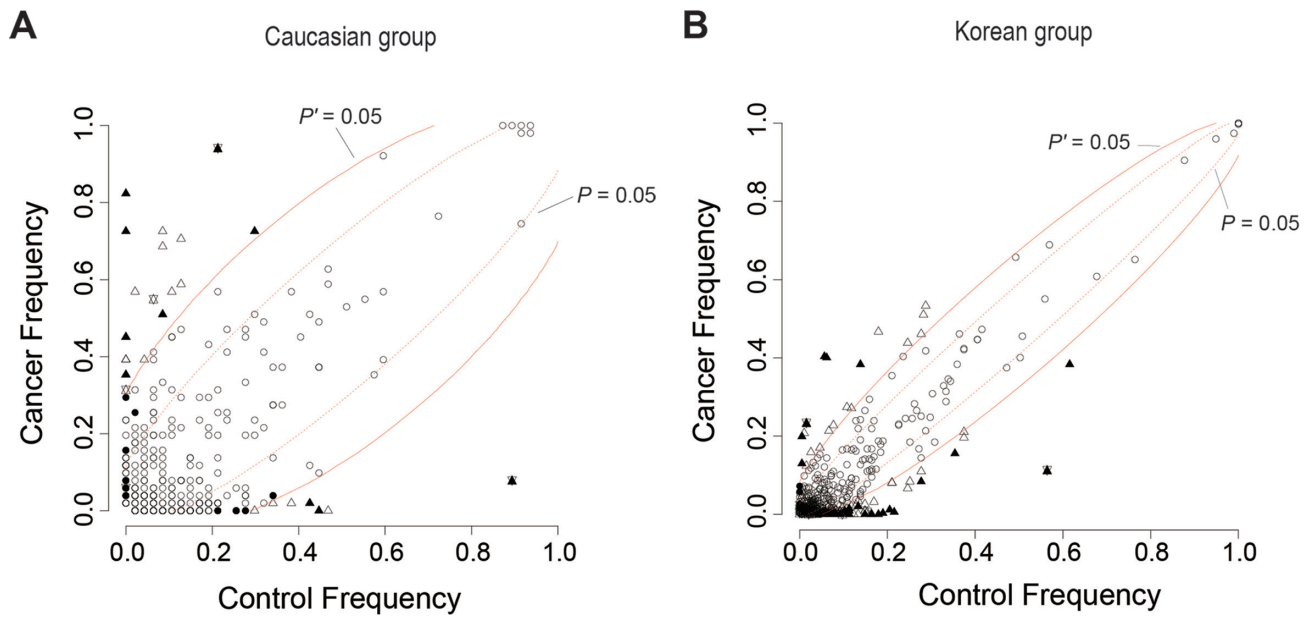 A
Caucasian group
P' = 0.05
P = 0.05
1.0
0.8
0.6
0.4
0.2
0.0
Cancer Frequency
0.0 0.2 0.4 0.6 0.8 1.0
Control Frequency
B
Korean group
P' = 0.05
P = 0.05
1.0
0.8
0.6
0.4
0.2
0.0
Cancer Frequency
0.0 0.2 0.4 0.6 0.8 1.0
Control Frequency